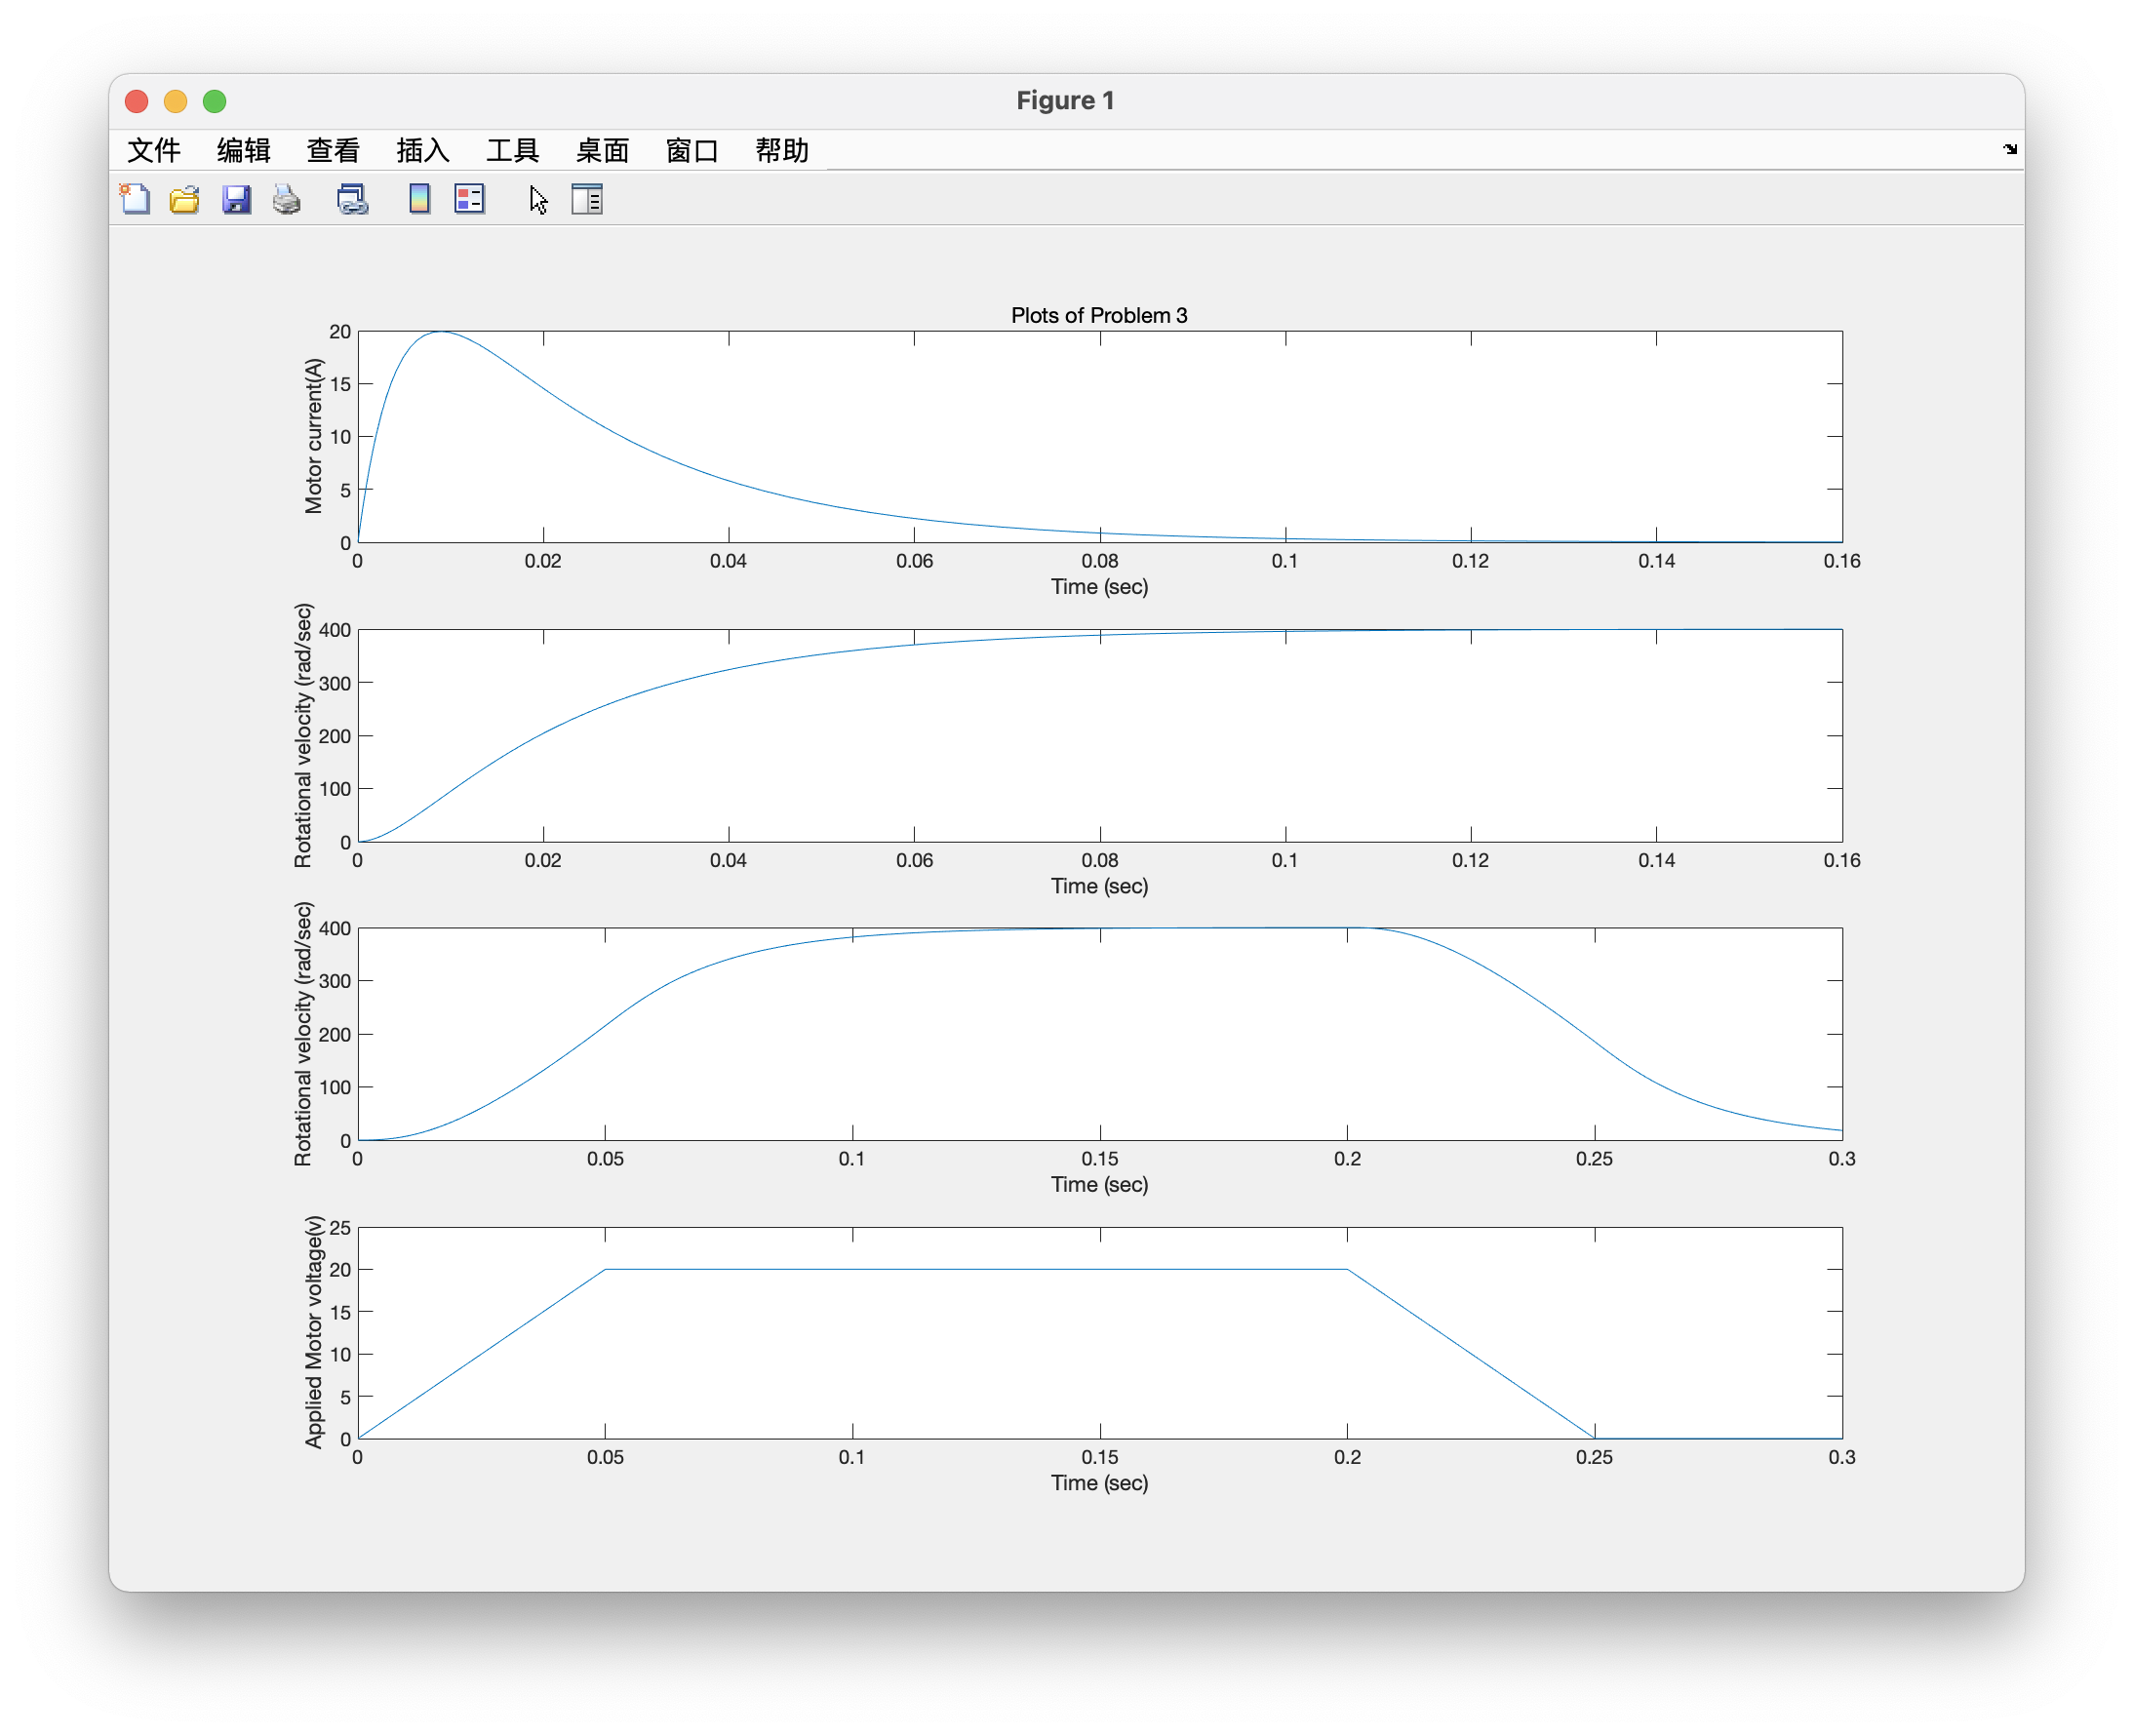 Figure 1
文件 编辑 查看 插入 工具 桌面 窗口 帮助
Plots of Problem 3
Motor current(A)
20
15
10
5
0
0 0.02 0.04 0.06 0.08 0.1 0.12 0.14 0.16
Time (sec)
Rotational velocity (rad/sec)
400
300
200
100
0
0 0.02 0.04 0.06 0.08 0.1 0.12 0.14 0.16
Time (sec)
Rotational velocity (rad/sec)
400
300
200
100
0
0 0.05 0.1 0.15 0.2 0.25 0.3
Time (sec)
Applied Motor voltage(v)
25
20
15
10
5
0
0 0.05 0.1 0.15 0.2 0.25 0.3
Time (sec)